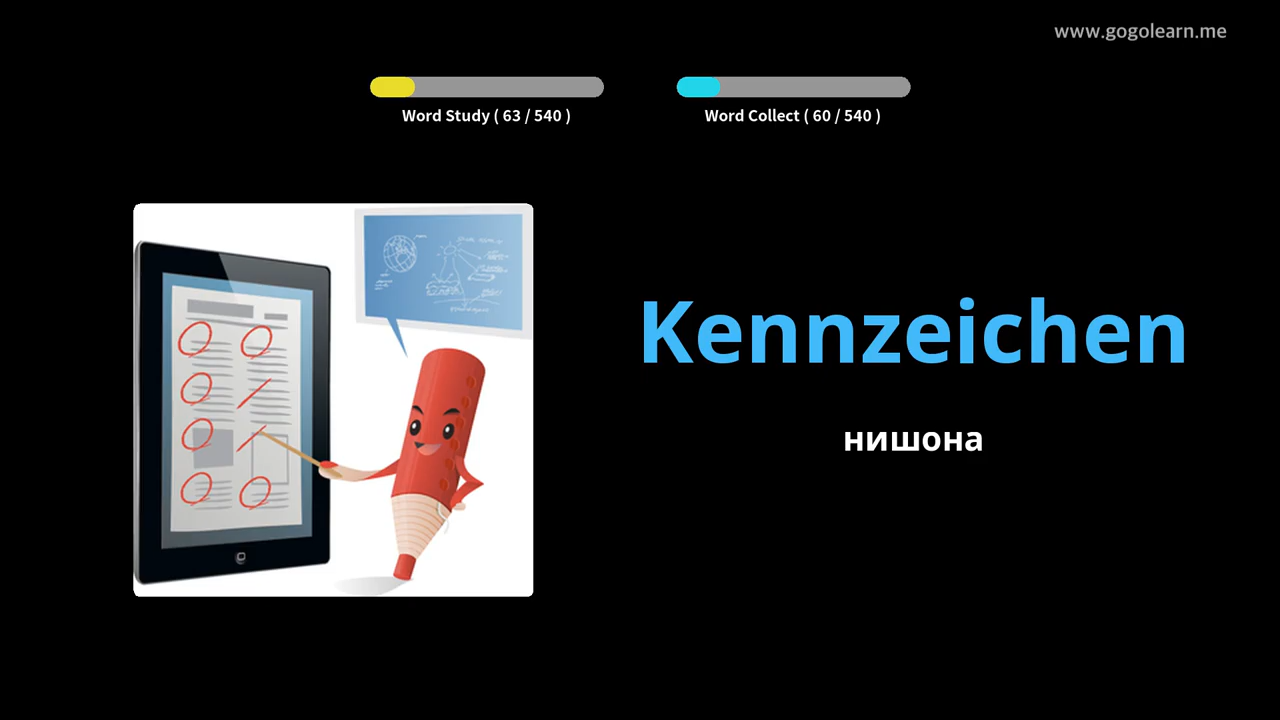 www.gogolearn.me
Word Study ( 63 / 540 )
Word Collect ( 60 / 540 )
Kennzeichen
нишона